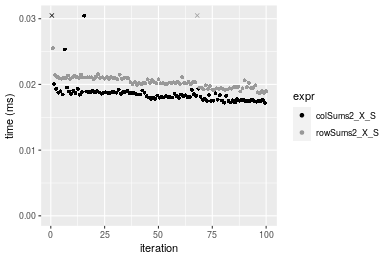 0.03
0.02
0.01
0.00
time (ms)
0
25
50
75
100
iteration
expr
colSums2_X_S
rowSums2_X_S